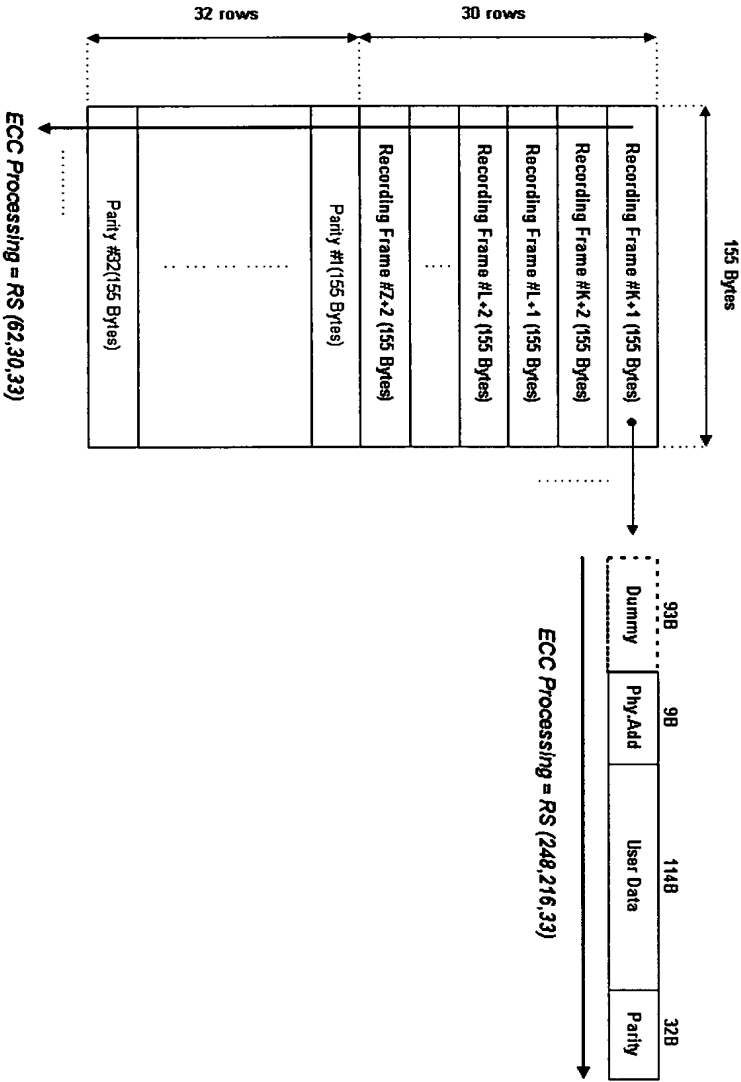 155 Bytes
32 rows
30 rows
Recording Frame #K+1 (155 Bytes)
Recording Frame #K+2 (155 Bytes)
Recording Frame #L+1 (155 Bytes)
Recording Frame #L+2 (155 Bytes)
Recording Frame #Z+2 (155 Bytes)
Parity #1(155 Bytes)
Parity #32(155 Bytes)
ECC Processing = RS (62,30,33)
93B
9B
114B
32B
Dummy
Phy.Add
User Data
Parity
ECC Processing = RS (248,216,33)